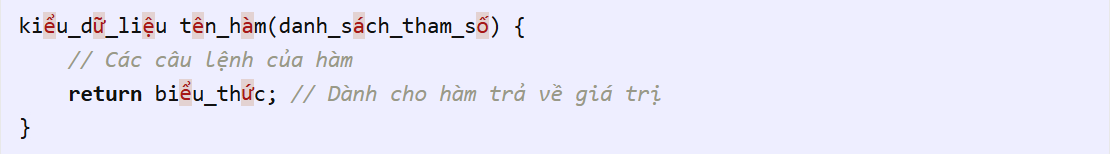 kiểu_dữ_liệu tên_hàm(danh_sách_tham_số) {
// Các câu lệnh của hàm
return biểu_thức; // Dành cho hàm trả về giá trị
}